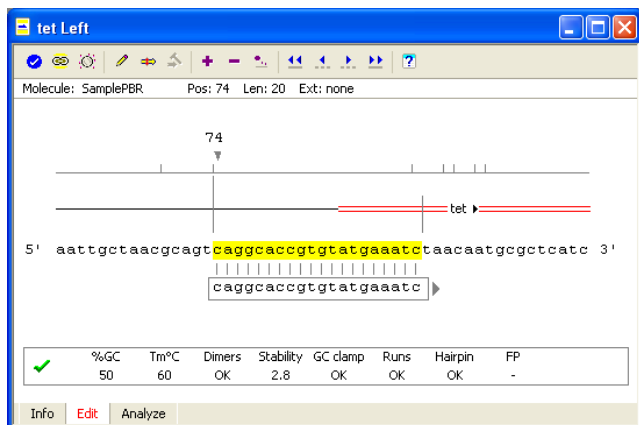 tet Left
Molecule: SamplePBR Pos: 74 Len: 20 Ext: none
74
tet
5' aattgctaacgcagtcaggcaccgtgtatgaaatctaacaatgcgctcatc 3'
caggcaccgtgtatgaaatc
%GC Tm°C Dimers Stability GC clamp Runs Hairpin FP
50 60 OK 2.8 OK OK OK -
Info Edit Analyze